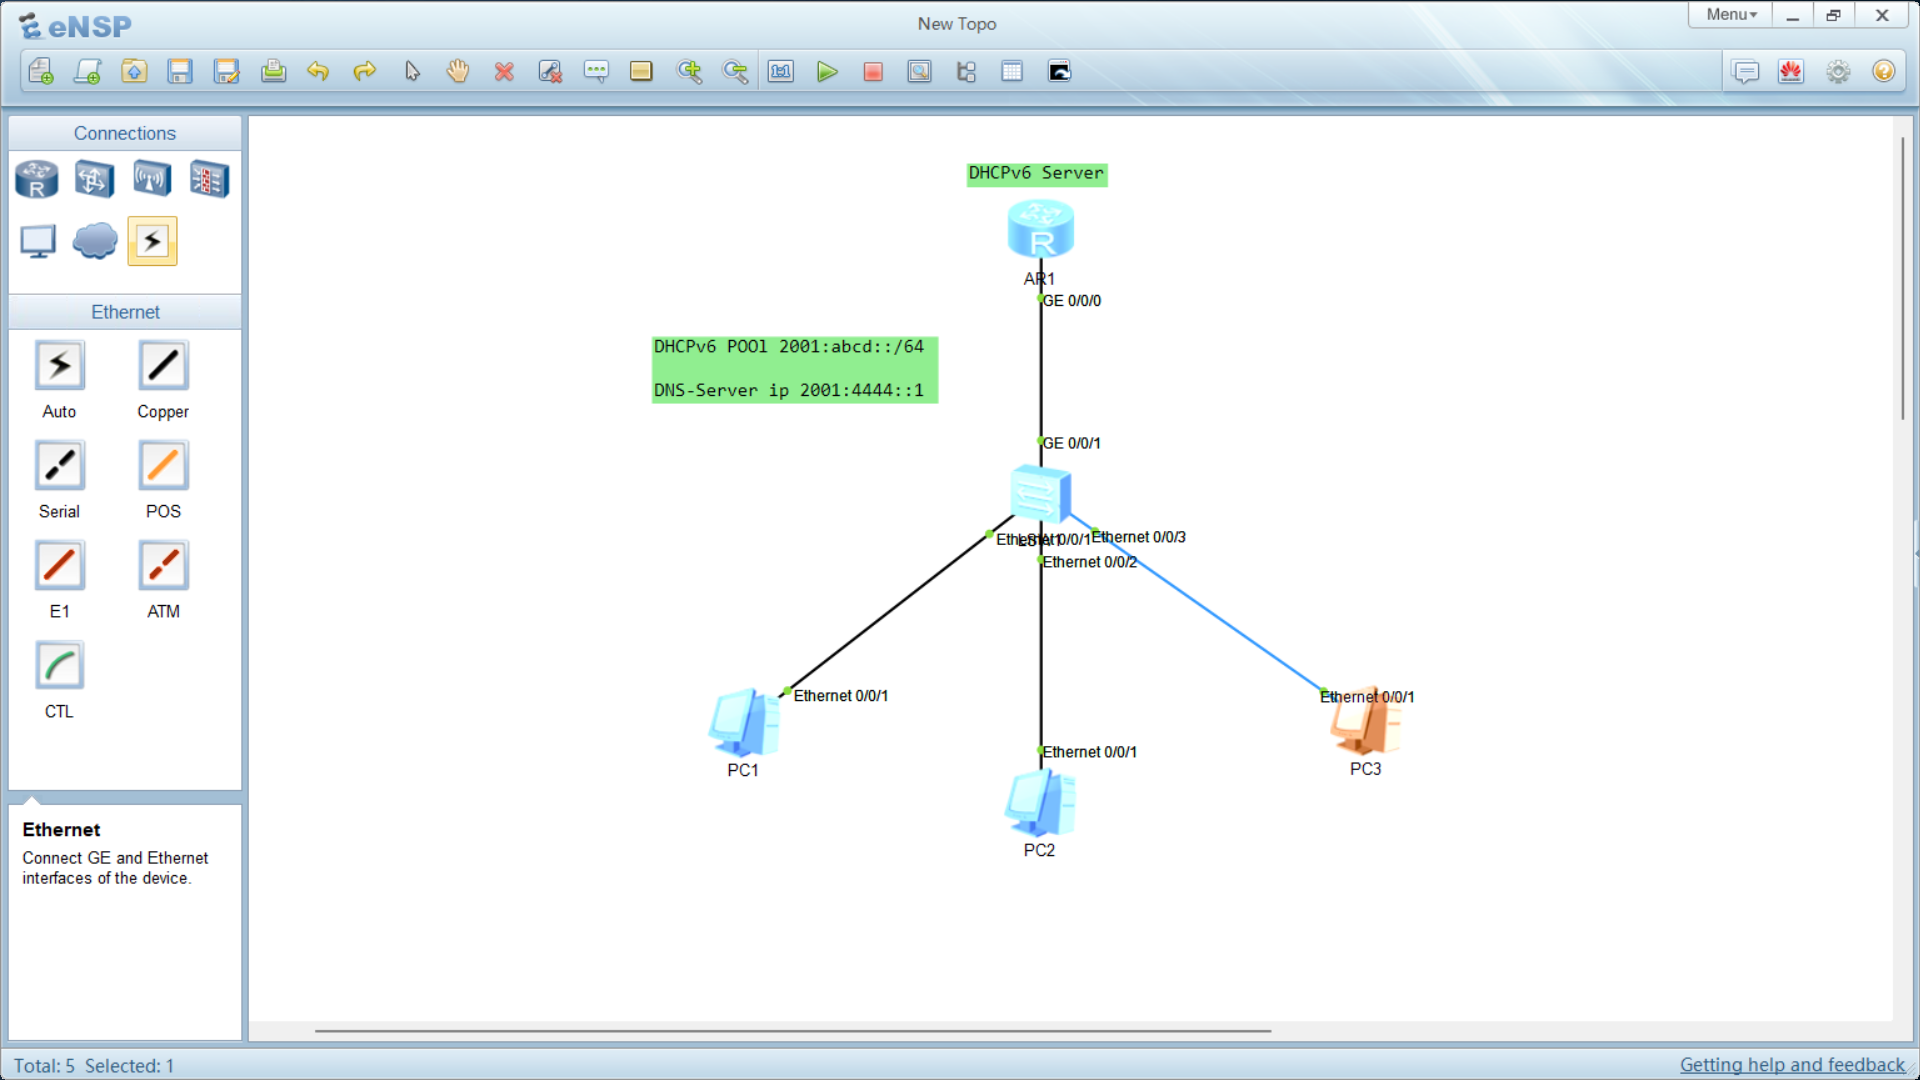 eNSP
New Topo
Menu
Connections
Ethernet
Auto
Copper
Serial
POS
E1
ATM
CTL
Ethernet
Connect GE and Ethernet
interfaces of the device.
DHCPv6 Server
R
AR1
GE 0/0/0
DHCPv6 POOl 2001:abcd::/64
DNS-Server ip 2001:4444::1
GE 0/0/1
Ethernet 0/0/1
LSW1
Ethernet 0/0/3
Ethernet 0/0/2
Ethernet 0/0/1
PC1
Ethernet 0/0/1
PC2
Ethernet 0/0/1
PC3
Total: 5 Selected: 1
Getting help and feedback